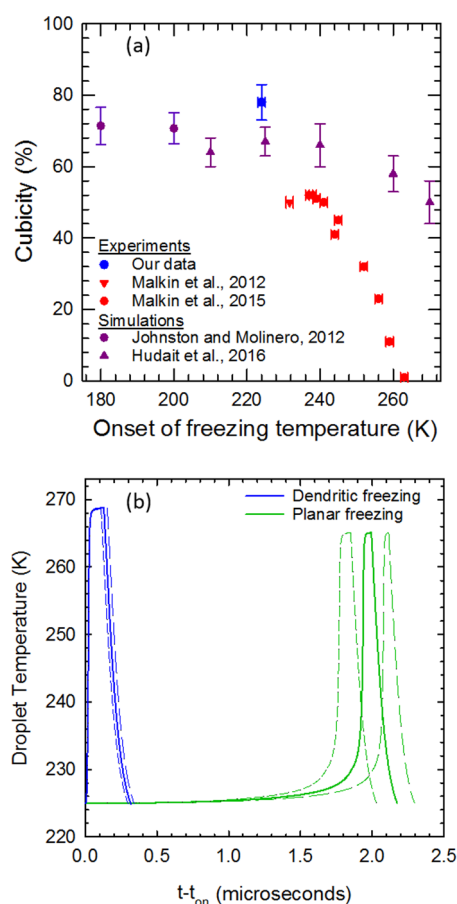 (a)
100
80
60
40
20
0
Cubicity (%)
Experiments
Our data
Malkin et al., 2012
Malkin et al., 2015
Simulations
Johnston and Molinero, 2012
Hudait et al., 2016
180 200 220 240 260
Onset of freezing temperature (K)
(b)
Dendritic freezing
Planar freezing
270
260
250
240
230
220
Droplet Temperature (K)
0.0 0.5 1.0 1.5 2.0 2.5
t-ton (microseconds)